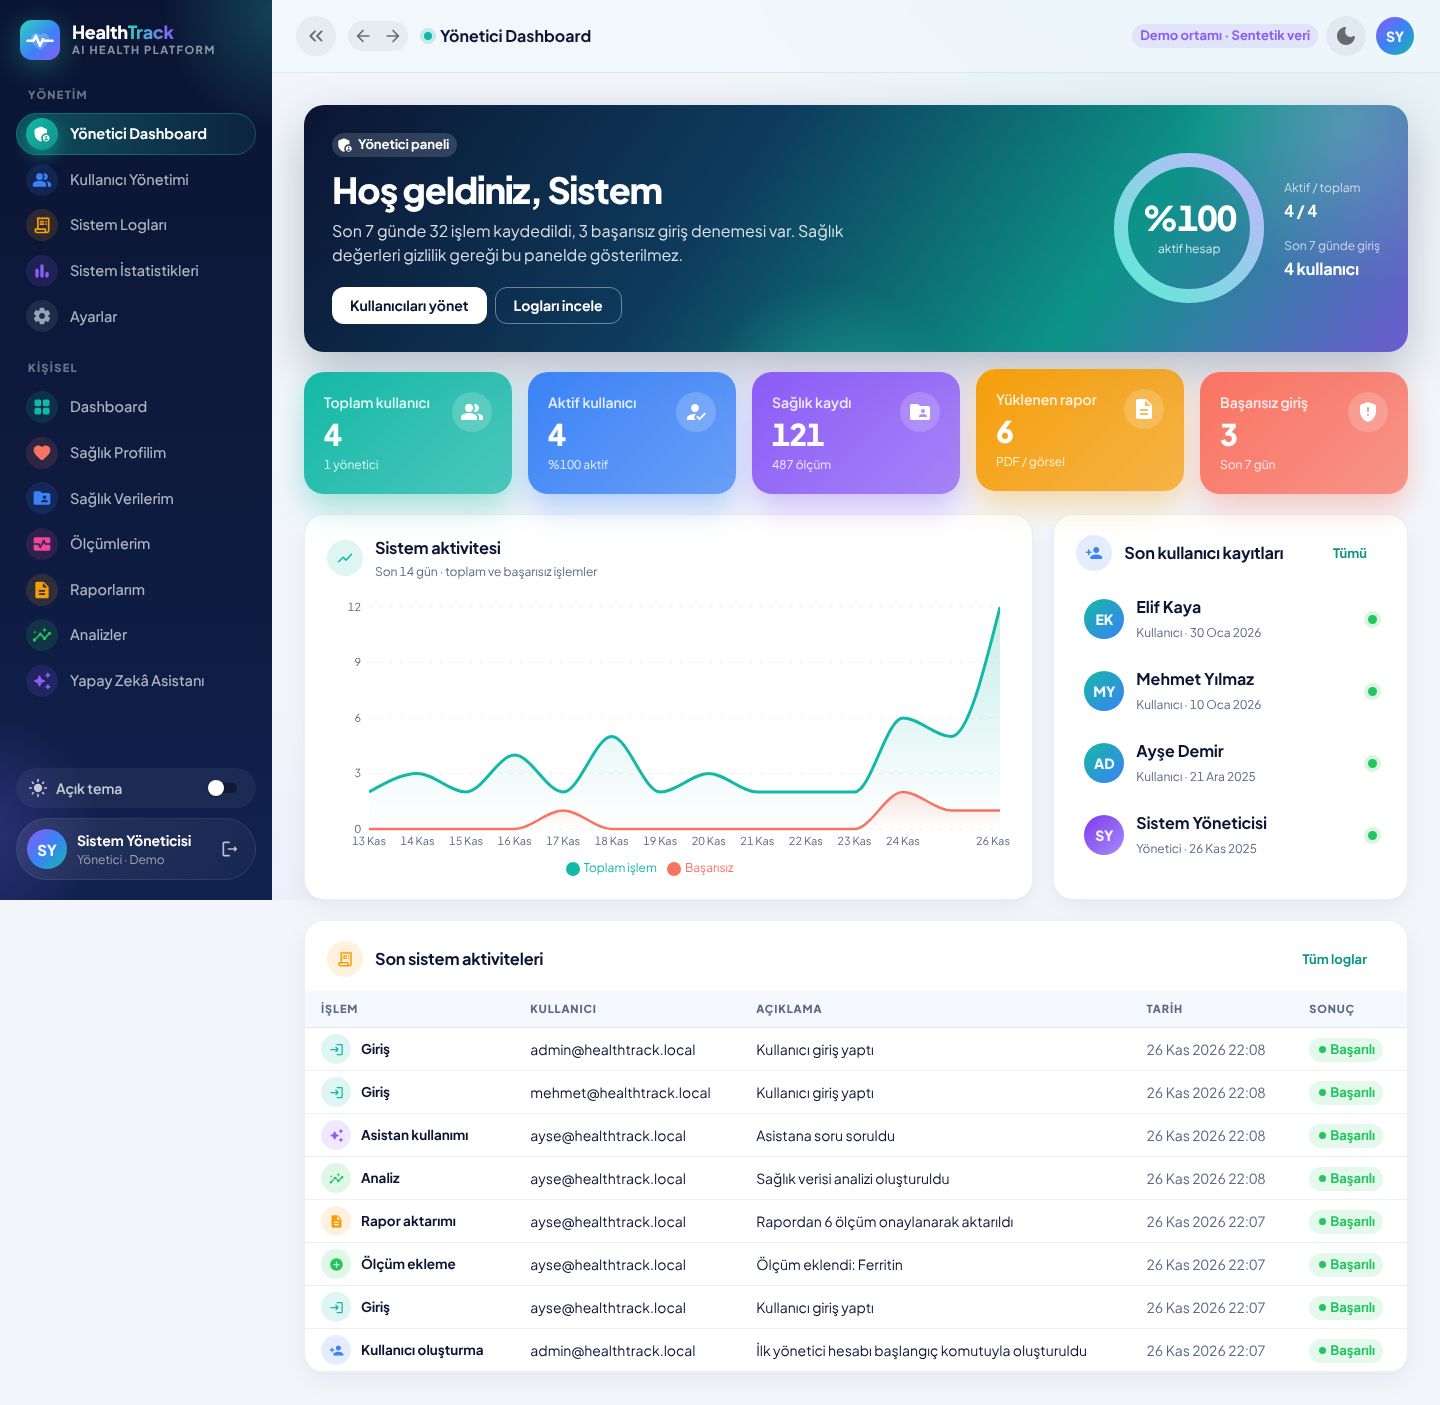 HealthTrack
AI HEALTH PLATFORM
YÖNETİM
Yönetici Dashboard
Kullanıcı Yönetimi
Sistem Logları
Sistem İstatistikleri
Ayarlar
KİŞİSEL
Dashboard
Sağlık Profilim
Sağlık Verilerim
Ölçümlerim
Raporlarım
Analizler
Yapay Zekâ Asistanı
Açık tema
SY
Sistem Yöneticisi
Yönetici · Demo
Yönetici Dashboard
Demo ortamı · Sentetik veri
SY
Yönetici paneli
Hoş geldiniz, Sistem
Son 7 günde 32 işlem kaydedildi, 3 başarısız giriş denemesi var. Sağlık
değerleri gizlilik gereği bu panelde gösterilmez.
Kullanıcıları yönet
Logları incele
%100
aktif hesap
Aktif / toplam
4 / 4
Son 7 günde giriş
4 kullanıcı
Toplam kullanıcı
4
1 yönetici
Aktif kullanıcı
4
%100 aktif
Sağlık kaydı
121
487 ölçüm
Yüklenen rapor
6
PDF / görsel
Başarısız giriş
3
Son 7 gün
Sistem aktivitesi
Son 14 gün · toplam ve başarısız işlemler
12
9
6
3
0
13 Kas 14 Kas 15 Kas 16 Kas 17 Kas 18 Kas 19 Kas 20 Kas 21 Kas 22 Kas 23 Kas 24 Kas 26 Kas
Toplam işlem Başarısız
Son kullanıcı kayıtları
Tümü
EK
Elif Kaya
Kullanıcı · 30 Oca 2026
MY
Mehmet Yılmaz
Kullanıcı · 10 Oca 2026
AD
Ayşe Demir
Kullanıcı · 21 Ara 2025
SY
Sistem Yöneticisi
Yönetici · 26 Kas 2025
Son sistem aktiviteleri
Tüm loglar
İŞLEM KULLANICI AÇIKLAMA TARİH SONUÇ
Giriş admin@healthtrack.local Kullanıcı giriş yaptı 26 Kas 2026 22:08 Başarılı
Giriş mehmet@healthtrack.local Kullanıcı giriş yaptı 26 Kas 2026 22:08 Başarılı
Asistan kullanımı ayse@healthtrack.local Asistana soru soruldu 26 Kas 2026 22:08 Başarılı
Analiz ayse@healthtrack.local Sağlık verisi analizi oluşturuldu 26 Kas 2026 22:08 Başarılı
Rapor aktarımı ayse@healthtrack.local Rapordan 6 ölçüm onaylanarak aktarıldı 26 Kas 2026 22:07 Başarılı
Ölçüm ekleme ayse@healthtrack.local Ölçüm eklendi: Ferritin 26 Kas 2026 22:07 Başarılı
Giriş ayse@healthtrack.local Kullanıcı giriş yaptı 26 Kas 2026 22:07 Başarılı
Kullanıcı oluşturma admin@healthtrack.local İlk yönetici hesabı başlangıç komutuyla oluşturuldu 26 Kas 2026 22:07 Başarılı